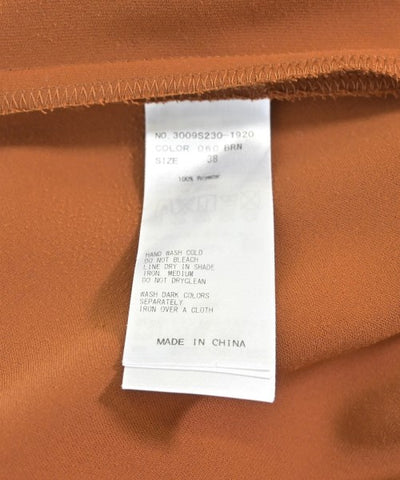 NO. 3009S230-1920
COLOR 060 BRN
SIZE 38
100% Polyester
HAND WASH COLD
DO NOT BLEACH
LINE DRY IN SHADE
IRON, MEDIUM
DO NOT DRYCLEAN
WASH DARK COLORS
SEPARATELY
IRON OVER A CLOTH
MADE IN CHINA